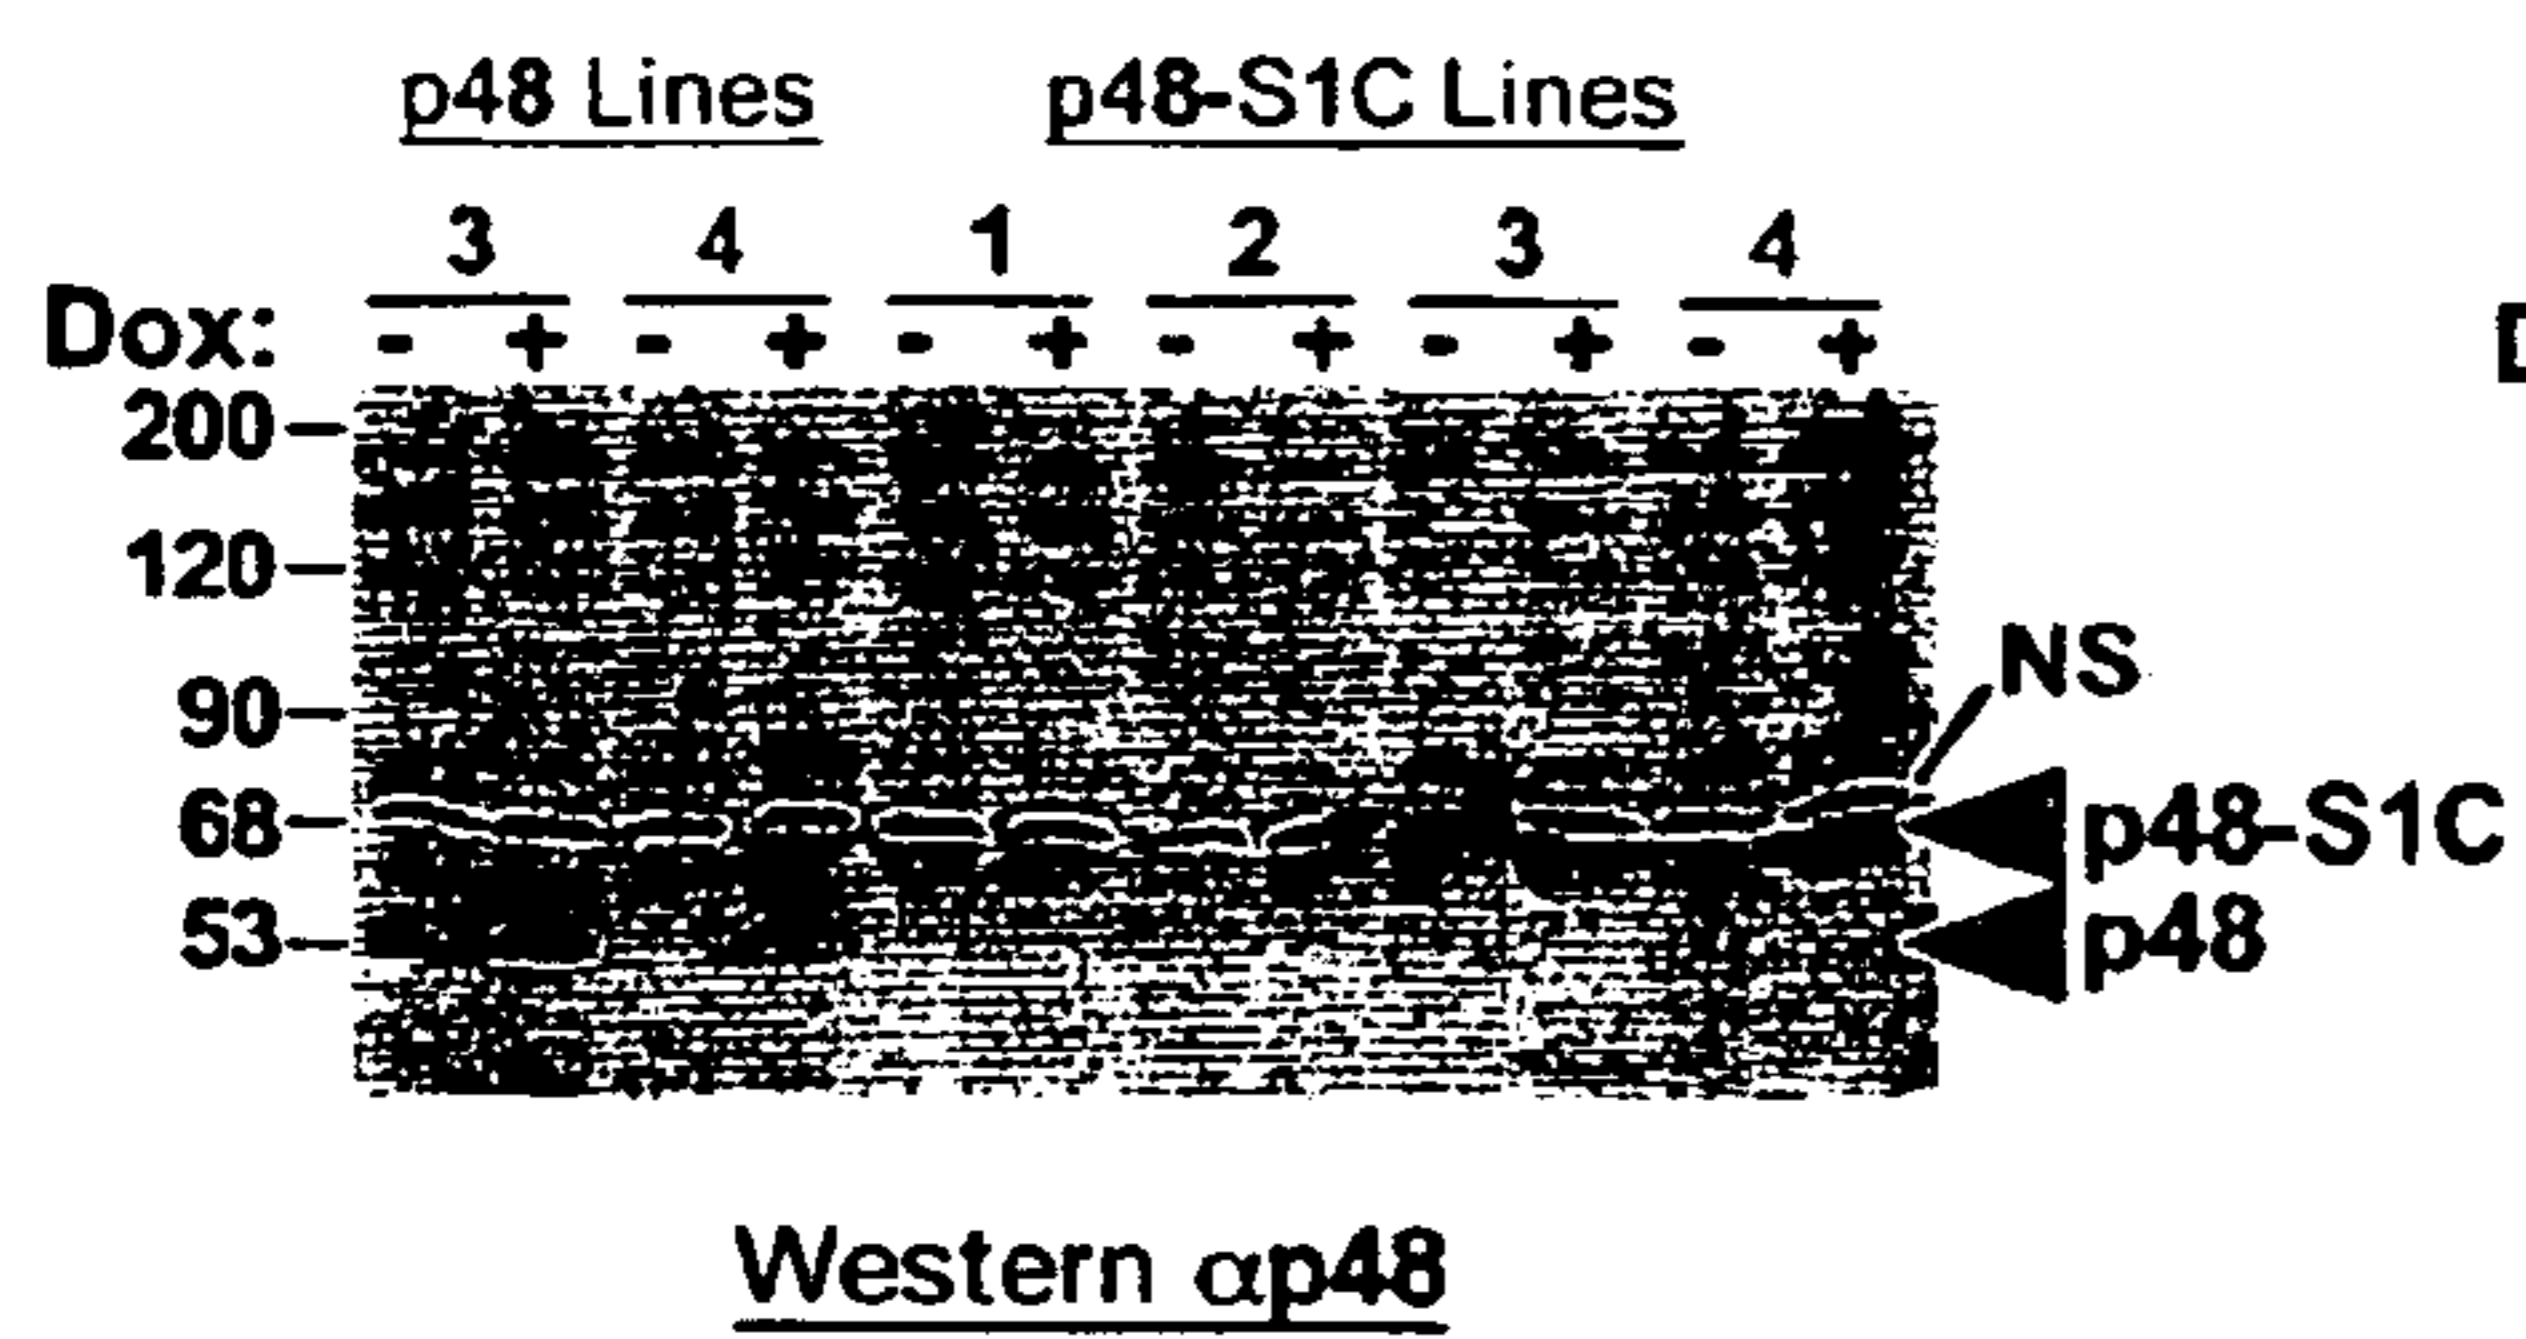 p48 Lines p48-S1C Lines
3 4 1 2 3 4
Dox: - + - + - + - + - + - +
200
120
90
NS
68
p48-S1C
53
p48
Western αp48